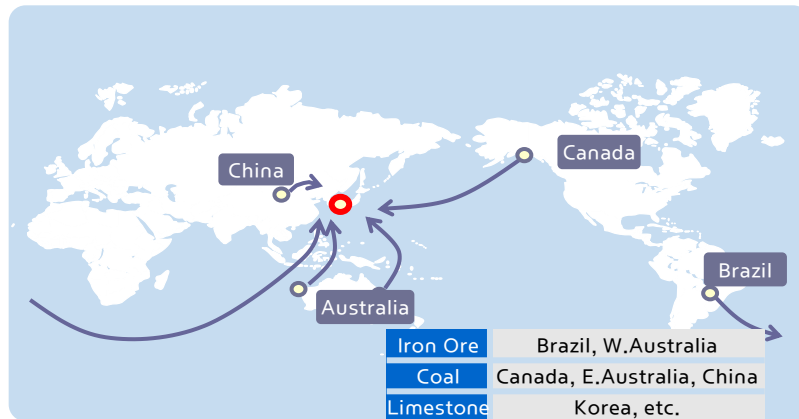 Canada
China
Brazil
Australia
Iron Ore Brazil, W.Australia
Coal Canada, E.Australia, China
Limestone Korea, etc.